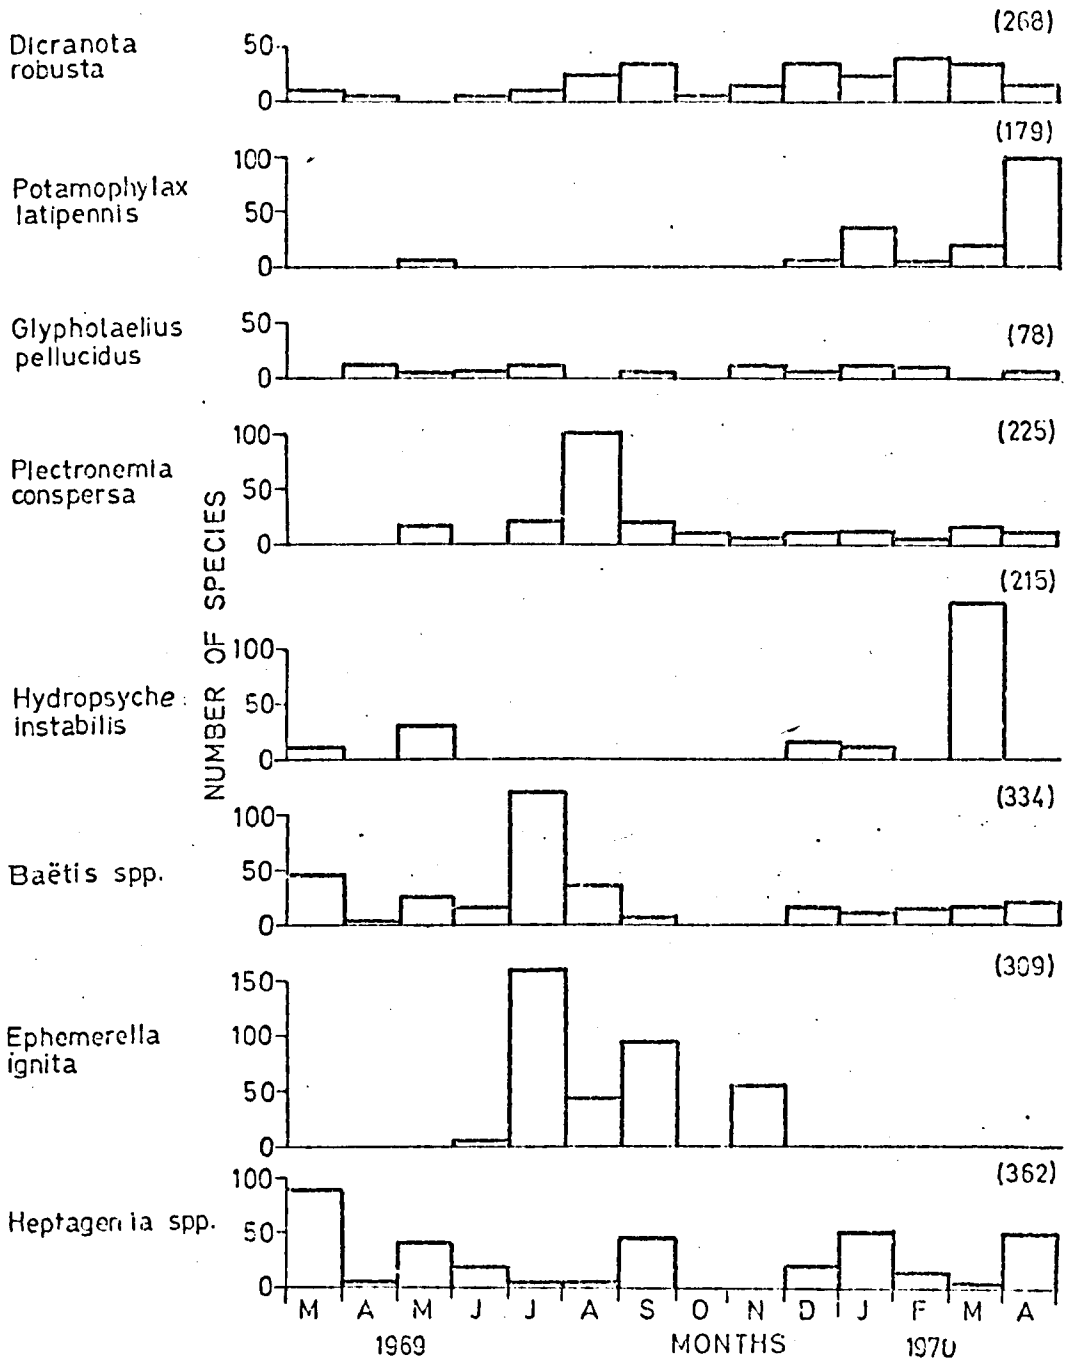 (268)
Dicranota
robusta
50
0
(179)
Potamophylax
latipennis
100
50
0
Glypholaelius
pellucidus
50
0
(78)
Plectronemia
conspersa
100
50
0
(225)
NUMBER OF SPECIES
(215)
Hydropsyche
instabilis
100
50
0
(334)
Baëtis spp.
100
50
0
(309)
Ephemerella
ignita
150
100
50
0
(362)
Heptagenia spp.
100
50
0
M A M J J A S O N D J F M A
1969 MONTHS 1970